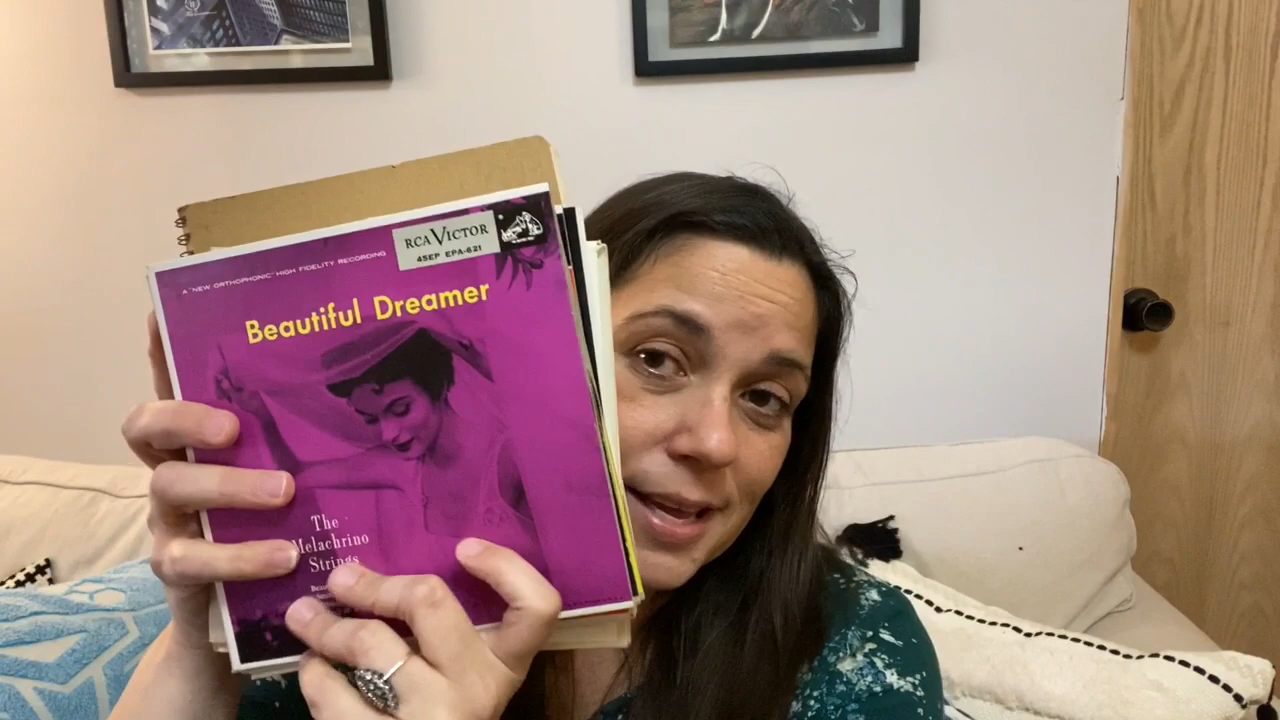 RCA VICTOR
45EP EPA-621
A "NEW ORTHOPHONIC" HIGH FIDELITY RECORDING
Beautiful Dreamer
The
Melachrino
Strings